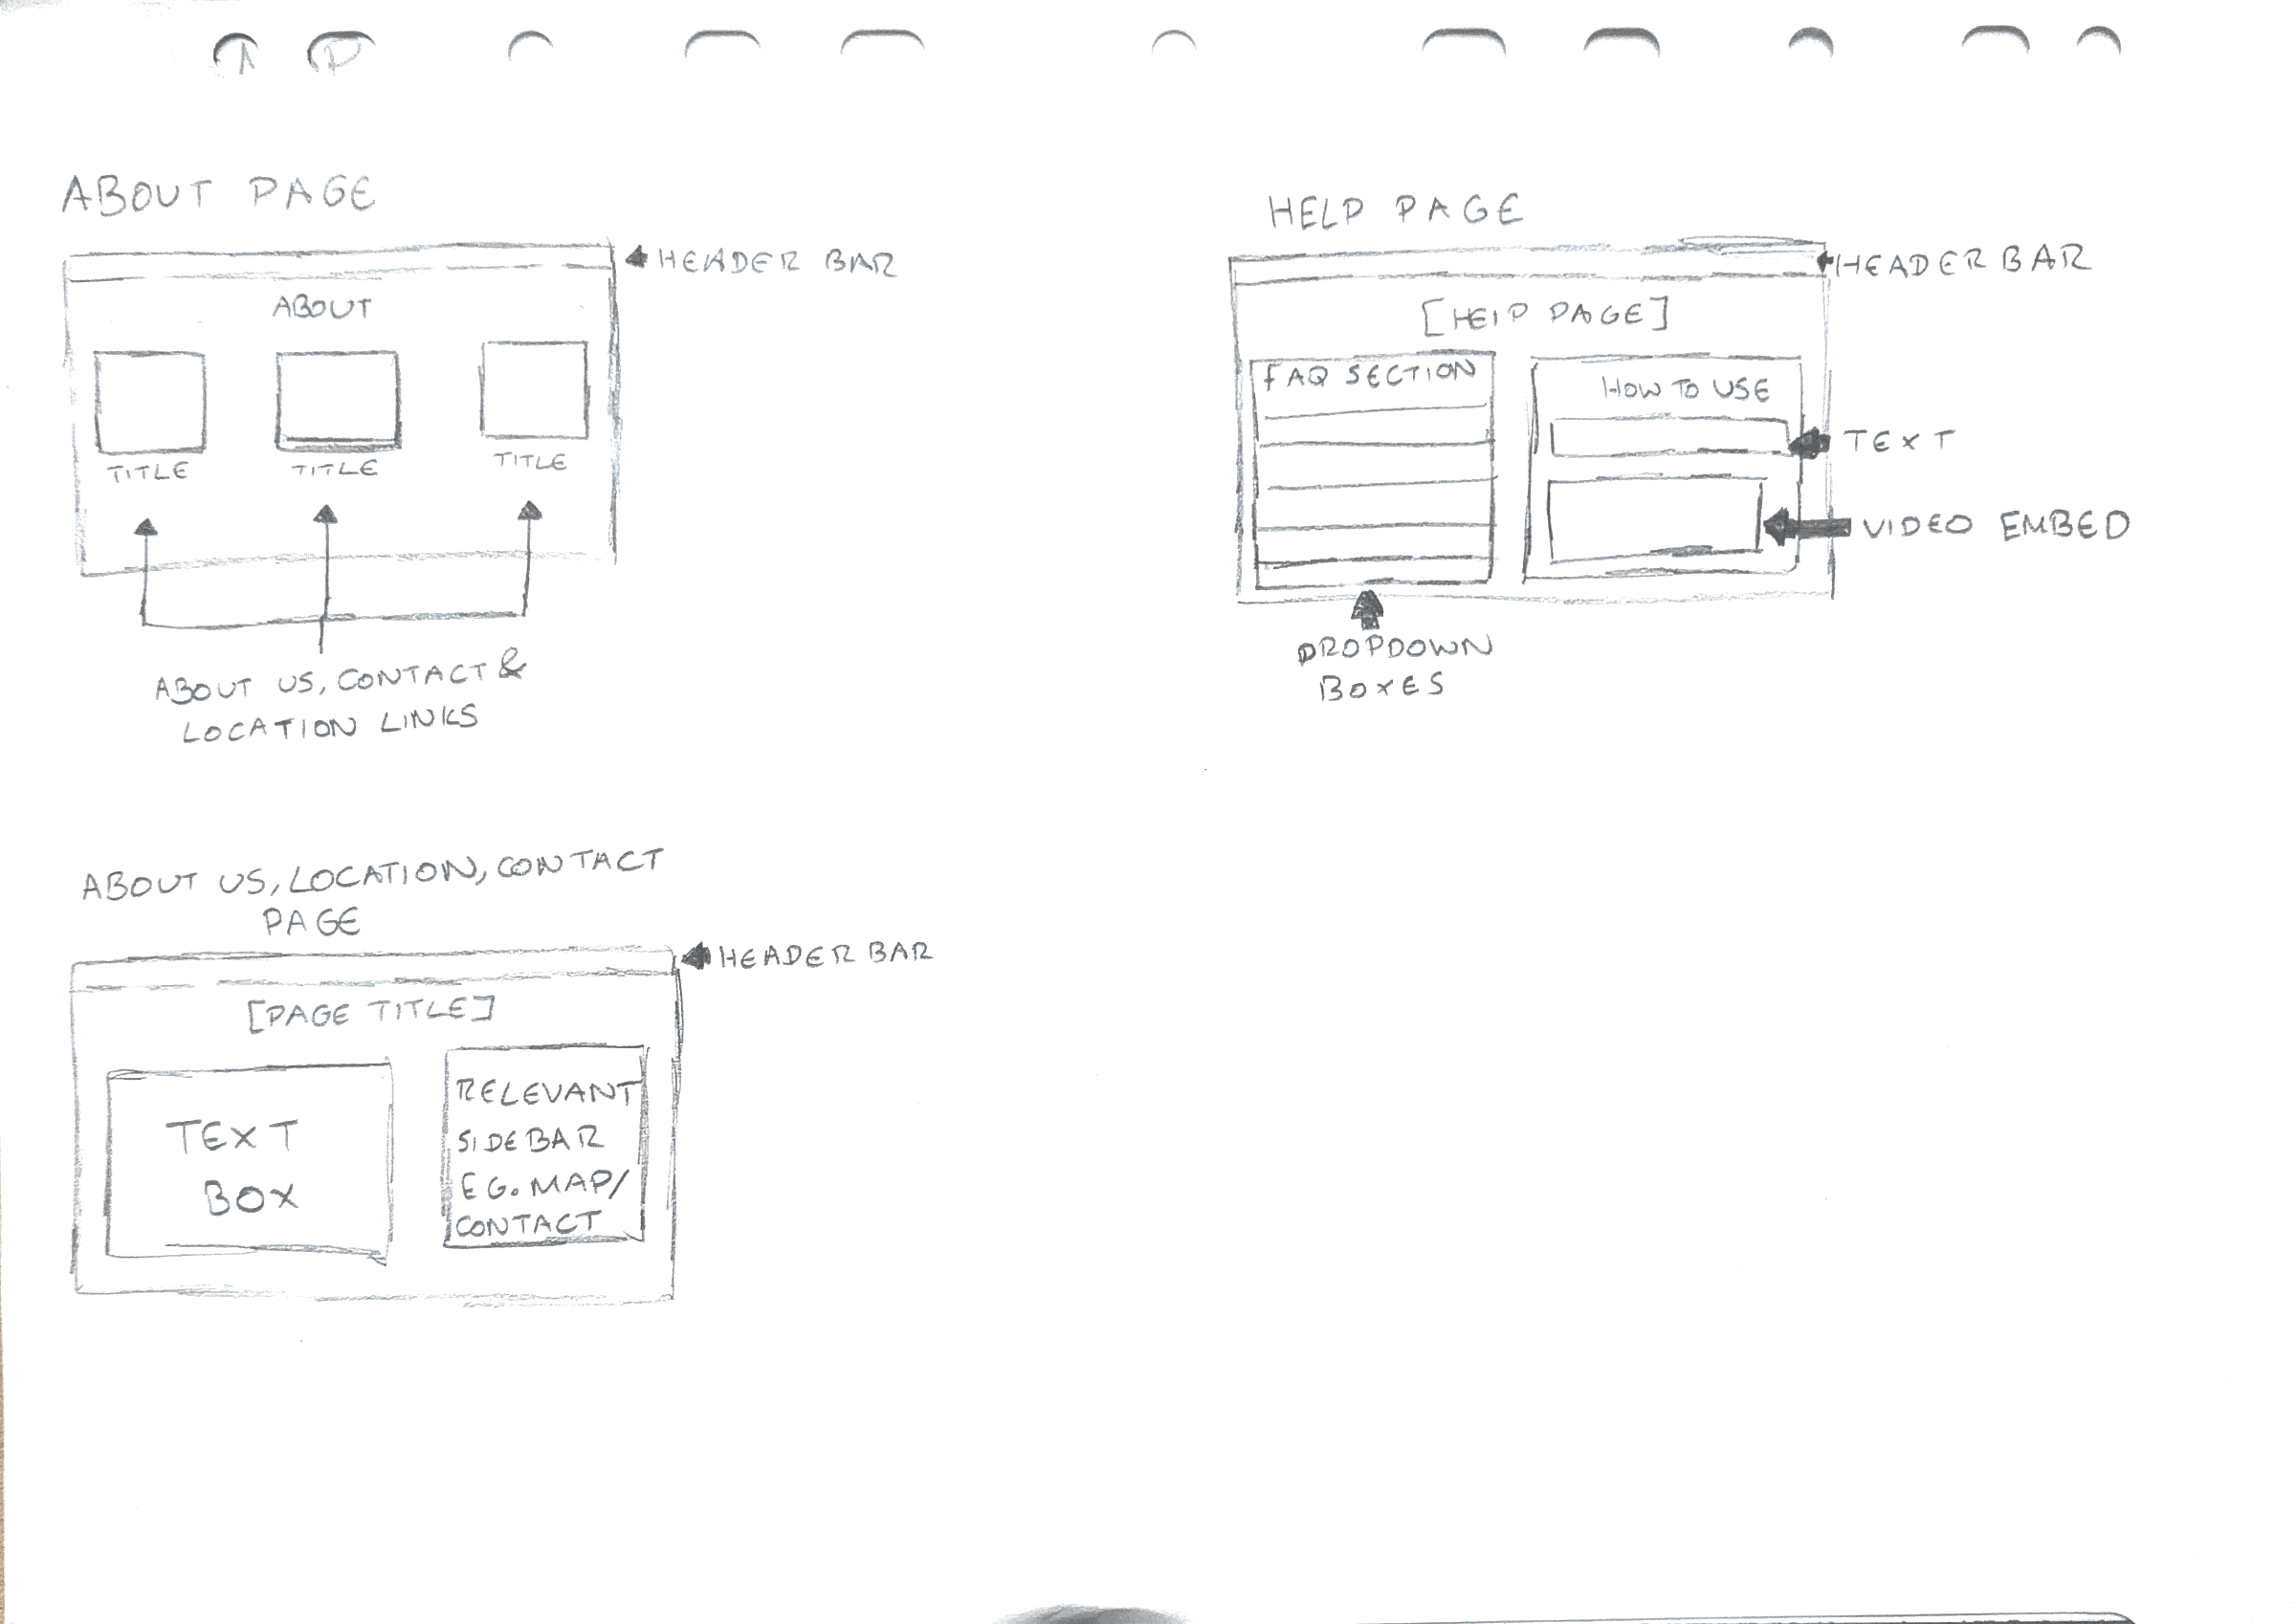 ABOUT PAGE
HEADER BAR
ABOUT
TITLE
TITLE
TITLE
ABOUT US, CONTACT &
LOCATION LINKS
HELP PAGE
HEADER BAR
[HELP PAGE]
FAQ SECTION
HOW TO USE
TEXT
VIDEO EMBED
DROPDOWN
BOXES
ABOUT US, LOCATION, CONTACT
PAGE
HEADER BAR
[PAGE TITLE]
TEXT
BOX
RELEVANT
SIDEBAR
EG. MAP/
CONTACT